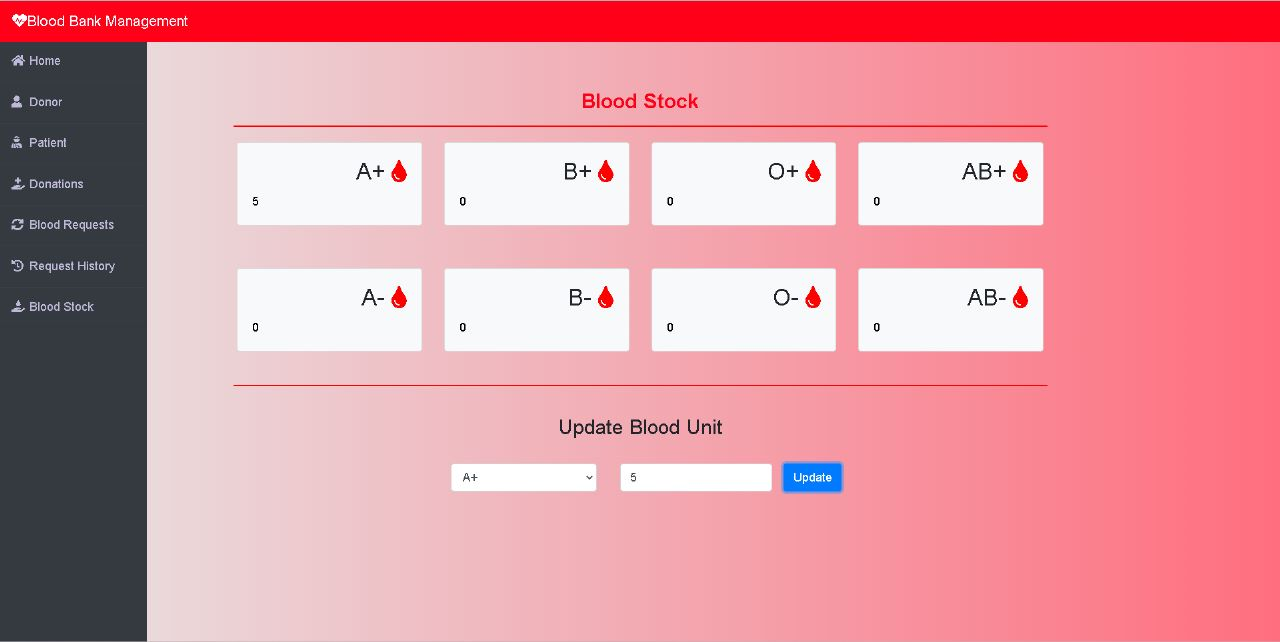 Blood Bank Management
Home
Donor
Patient
Donations
Blood Requests
Request History
Blood Stock
Blood Stock
A+
5
B+
0
O+
0
AB+
0
A-
0
B-
0
O-
0
AB-
0
Update Blood Unit
A+
5
Update